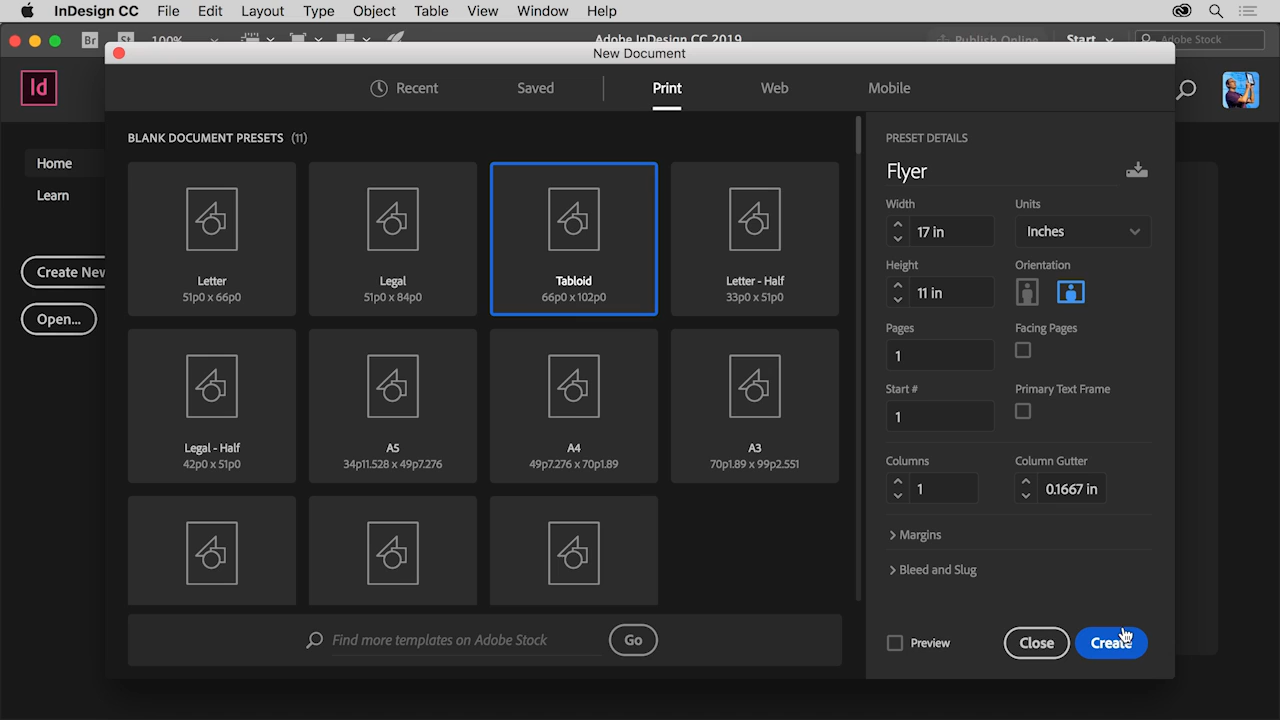 InDesign CC File Edit Layout Type Object Table View Window Help
Br St 100% Adobe InDesign CC 2019 Publish Online Start Adobe Stock
New Document
Id
Recent Saved Print Web Mobile
Home
Learn
Create New
Open...
BLANK DOCUMENT PRESETS (11)
Letter
51p0 x 66p0
Legal
51p0 x 84p0
Tabloid
66p0 x 102p0
Letter - Half
33p0 x 51p0
Legal - Half
42p0 x 51p0
A5
34p11.528 x 49p7.276
A4
49p7.276 x 70p1.89
A3
70p1.89 x 99p2.551
Find more templates on Adobe Stock
Go
PRESET DETAILS
Flyer
Width Units
17 in Inches
Height Orientation
11 in
Pages Facing Pages
1
Start # Primary Text Frame
1
Columns Column Gutter
1 0.1667 in
Margins
Bleed and Slug
Preview Close Create